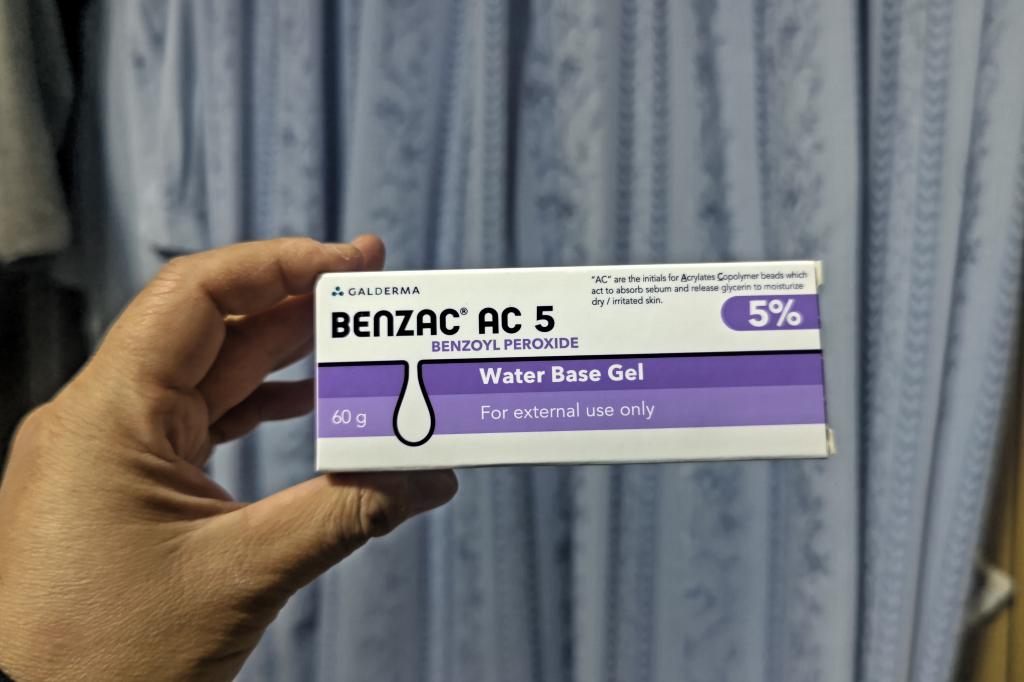 GALDERMA
"AC" are the initials for Acrylates Copolymer beads which
act to absorb sebum and release glycerin to moisturize
dry / irritated skin.
BENZAC® AC 5
5%
BENZOYL PEROXIDE
Water Base Gel
60 g
For external use only